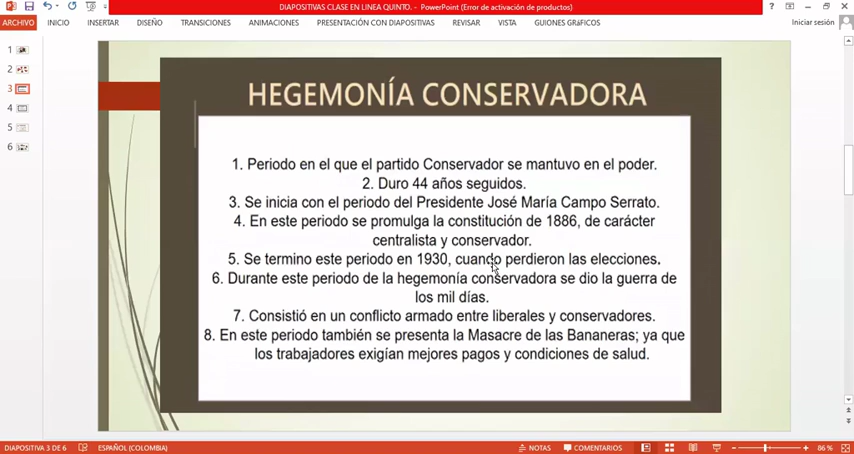 DIAPOSITIVAS CLASE EN LINEA QUINTO. - PowerPoint (Error de activación de productos)
ARCHIVO INICIO INSERTAR DISEÑO TRANSICIONES ANIMACIONES PRESENTACIÓN CON DIAPOSITIVAS REVISAR VISTA GUIONES GRáFICOS Iniciar sesión
1
2
3
4
5
6
HEGEMONÍA CONSERVADORA
1. Periodo en el que el partido Conservador se mantuvo en el poder.
2. Duro 44 años seguidos.
3. Se inicia con el periodo del Presidente José María Campo Serrato.
4. En este periodo se promulga la constitución de 1886, de carácter
centralista y conservador.
5. Se termino este periodo en 1930, cuando perdieron las elecciones.
6. Durante este periodo de la hegemonía conservadora se dio la guerra de
los mil días.
7. Consistió en un conflicto armado entre liberales y conservadores.
8. En este periodo también se presenta la Masacre de las Bananeras; ya que
los trabajadores exigían mejores pagos y condiciones de salud.
DIAPOSITIVA 3 DE 6 ESPAÑOL (COLOMBIA) NOTAS COMENTARIOS 86 %